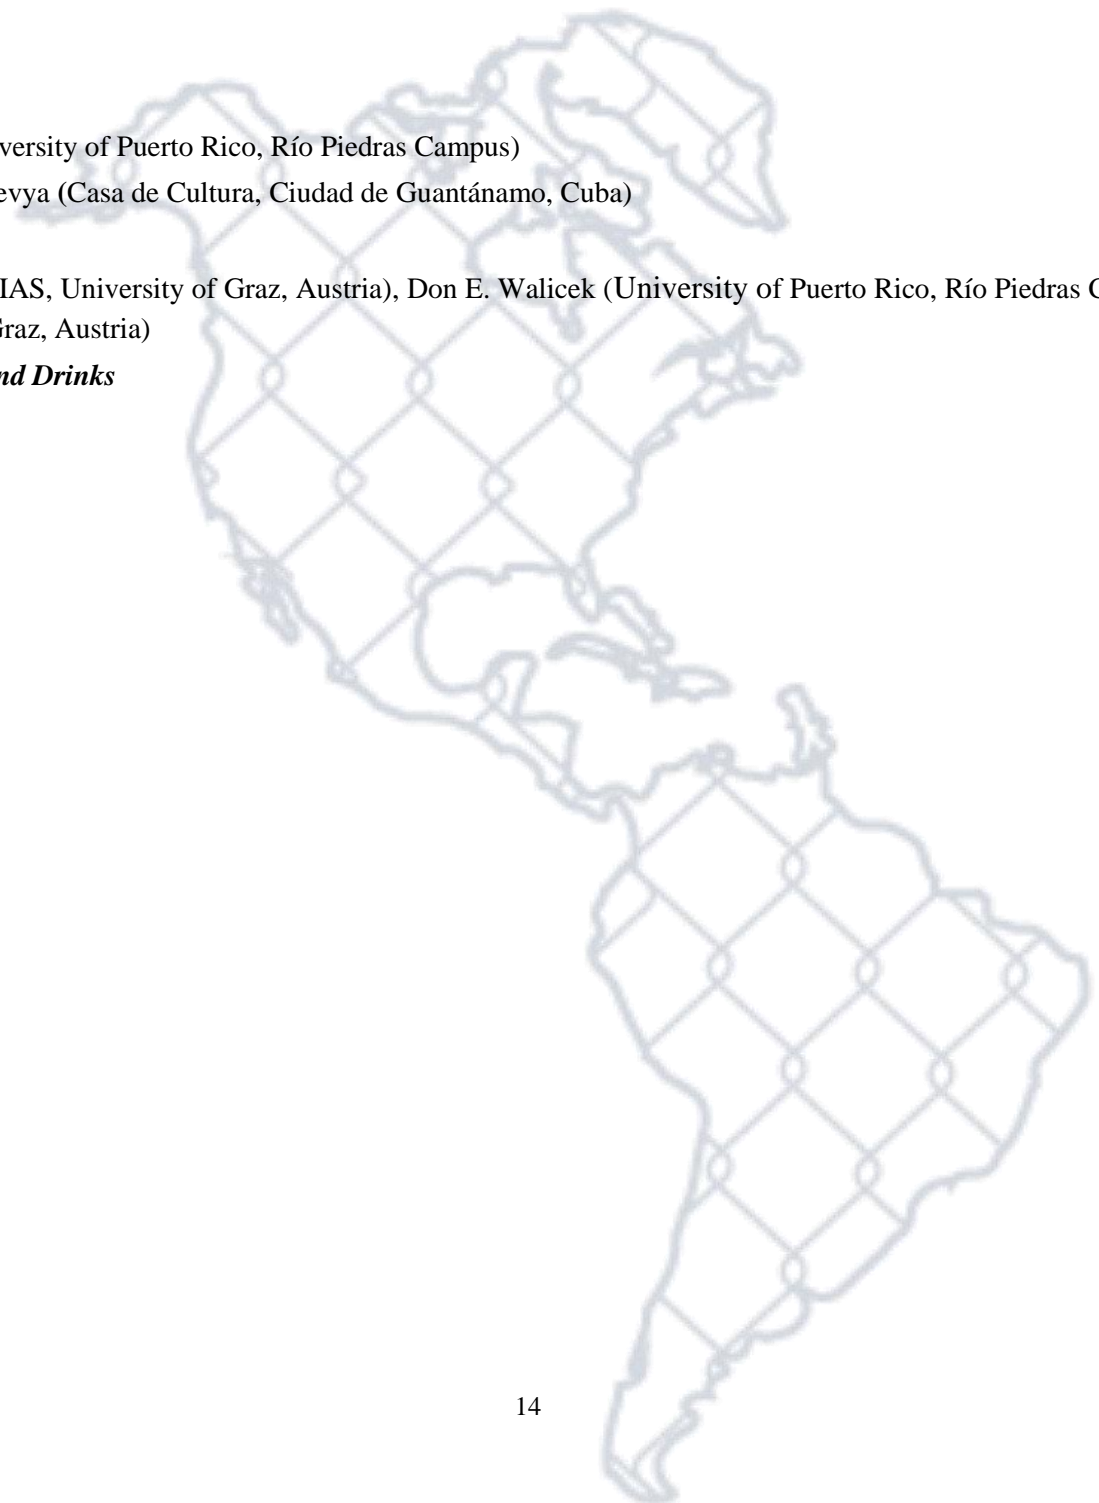 versity of Puerto Rico, Río Piedras Campus)
evya (Casa de Cultura, Ciudad de Guantánamo, Cuba)
IAS, University of Graz, Austria), Don E. Walicek (University of Puerto Rico, Río Piedras C
Graz, Austria)
nd Drinks
14